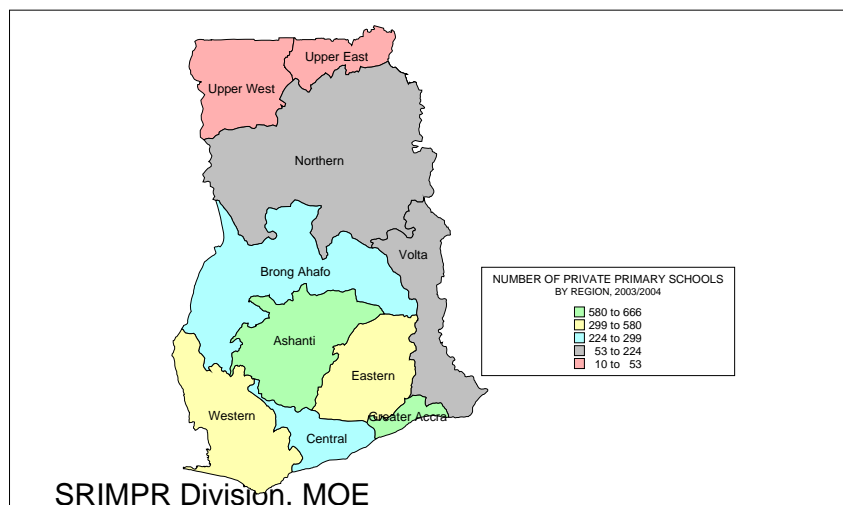 Upper East
Upper West
Northern
Volta
Brong Ahafo
NUMBER OF PRIVATE PRIMARY SCHOOLS
BY REGION, 2003/2004
580 to 666
299 to 580
224 to 299
53 to 224
10 to 53
Ashanti
Eastern
Western
Greater Accra
Central
SRIMPR Division, MOE